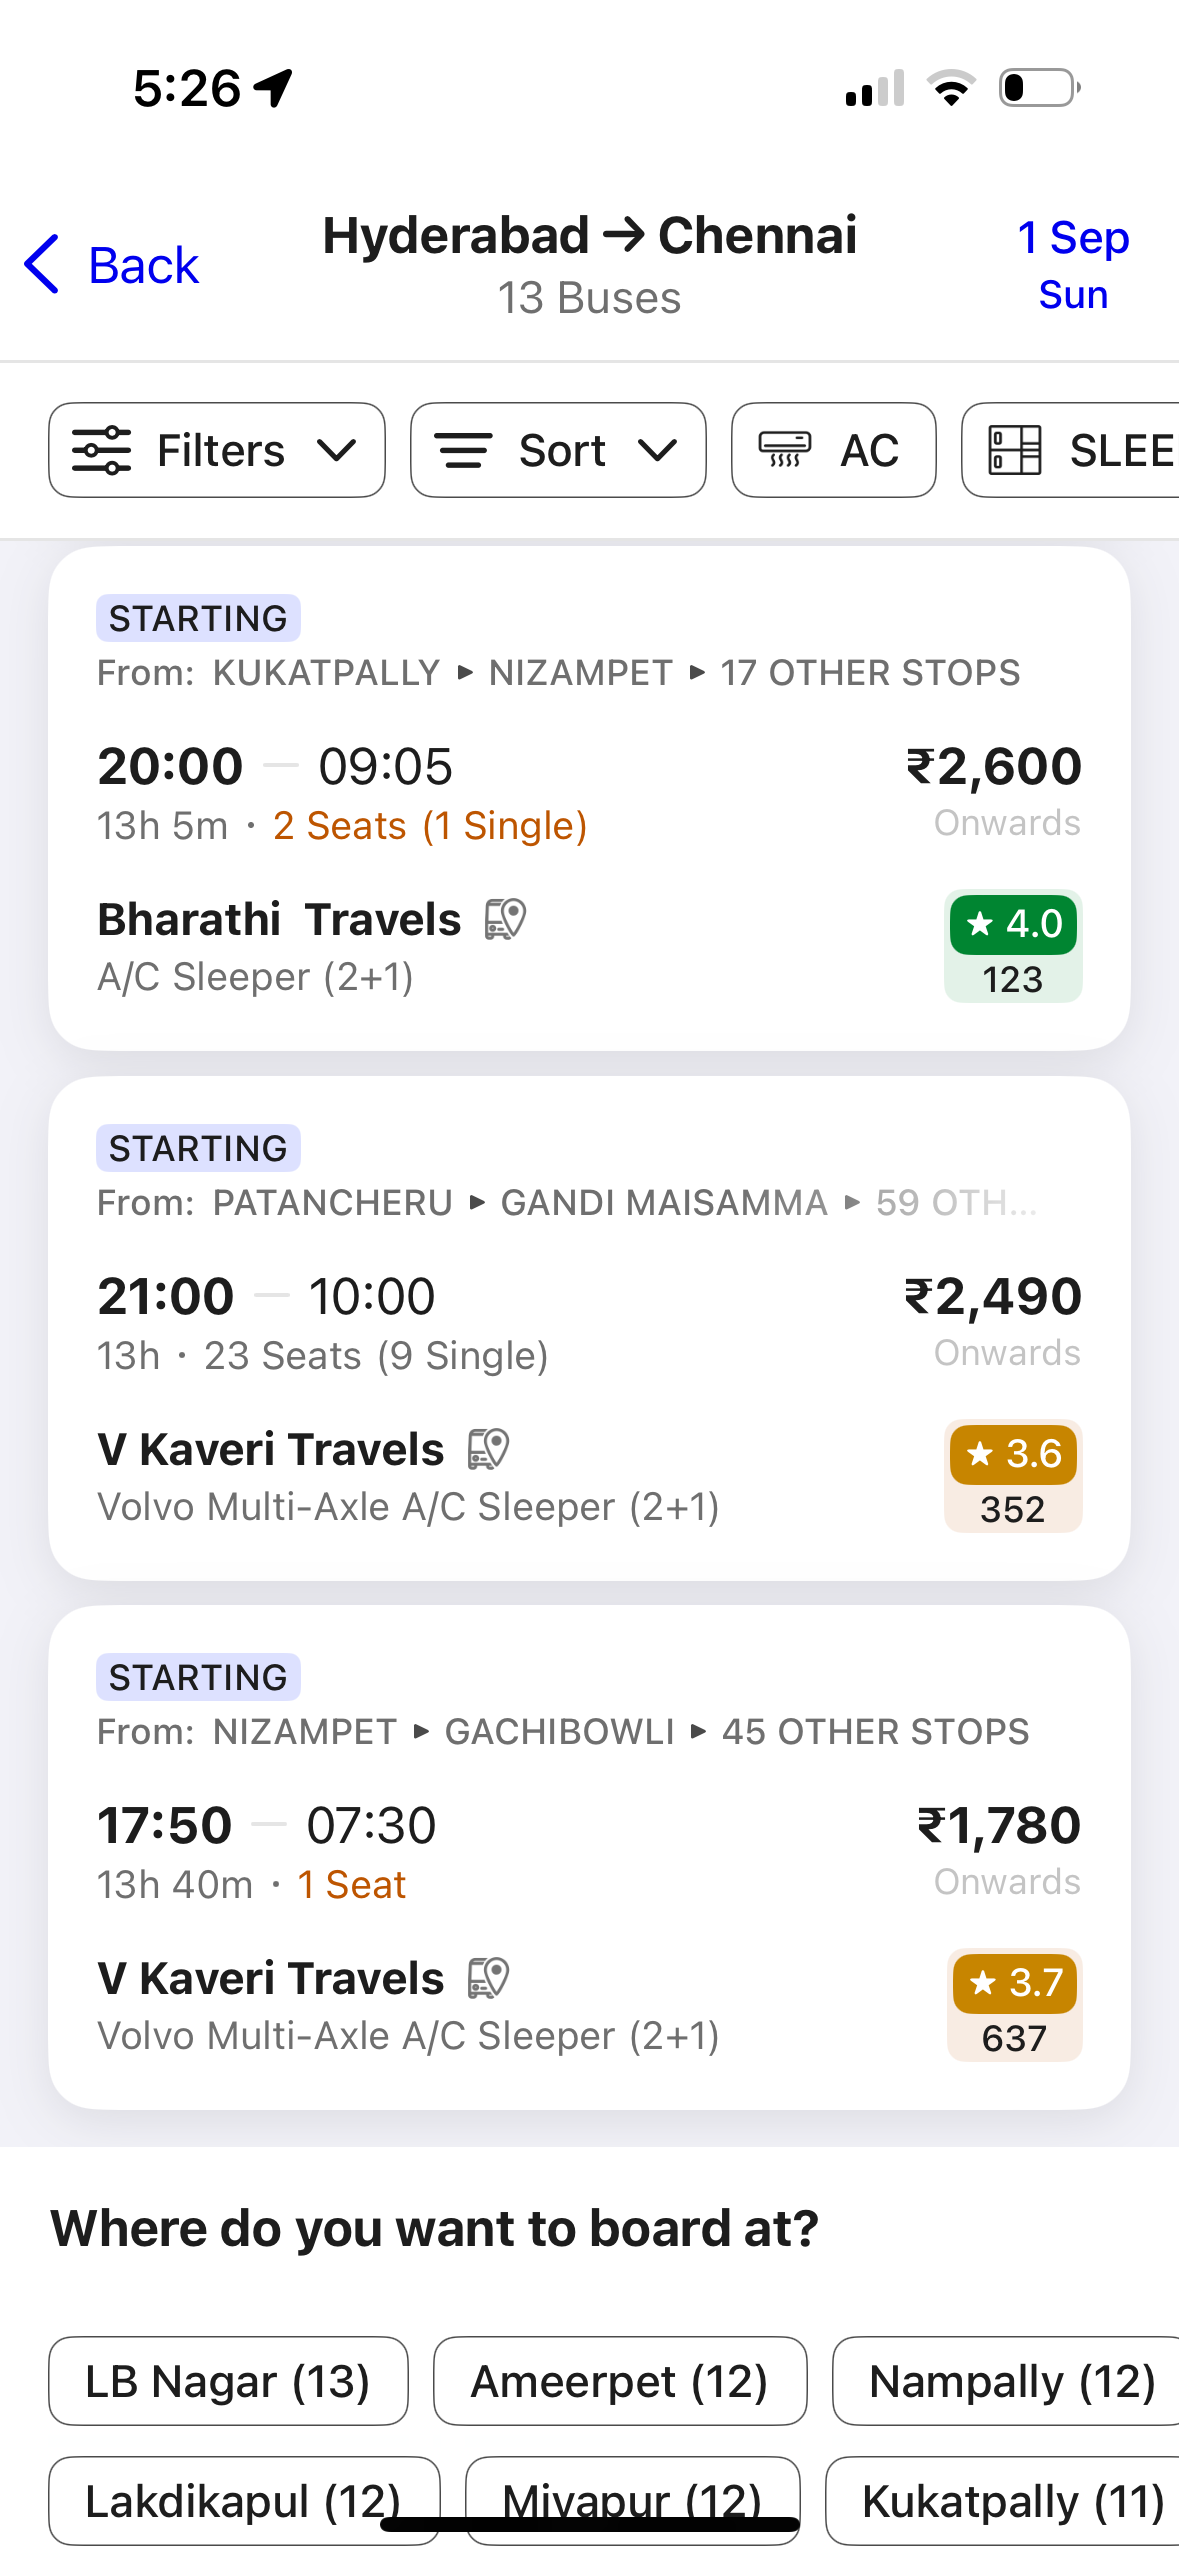 5:26
Back
Hyderabad → Chennai
13 Buses
1 Sep
Sun
Filters
Sort
AC
SLEE
STARTING
From: KUKATPALLY ▸ NIZAMPET ▸ 17 OTHER STOPS
20:00 — 09:05
₹2,600
13h 5m · 2 Seats (1 Single)
Onwards
Bharathi Travels
★ 4.0
A/C Sleeper (2+1)
123
STARTING
From: PATANCHERU ▸ GANDI MAISAMMA ▸ 59 OTH...
21:00 — 10:00
₹2,490
13h · 23 Seats (9 Single)
Onwards
V Kaveri Travels
★ 3.6
Volvo Multi-Axle A/C Sleeper (2+1)
352
STARTING
From: NIZAMPET ▸ GACHIBOWLI ▸ 45 OTHER STOPS
17:50 — 07:30
₹1,780
13h 40m · 1 Seat
Onwards
V Kaveri Travels
★ 3.7
Volvo Multi-Axle A/C Sleeper (2+1)
637
Where do you want to board at?
LB Nagar (13)
Ameerpet (12)
Nampally (12)
Lakdikapul (12)
Miyapur (12)
Kukatpally (11)